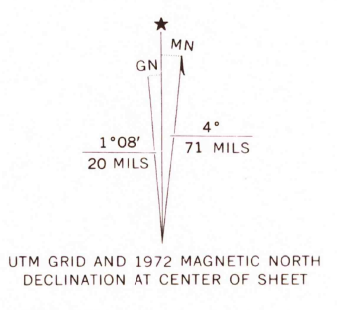 ★
MN
GN
1°08'
20 MILS
4°
71 MILS
UTM GRID AND 1972 MAGNETIC NORTH
DECLINATION AT CENTER OF SHEET